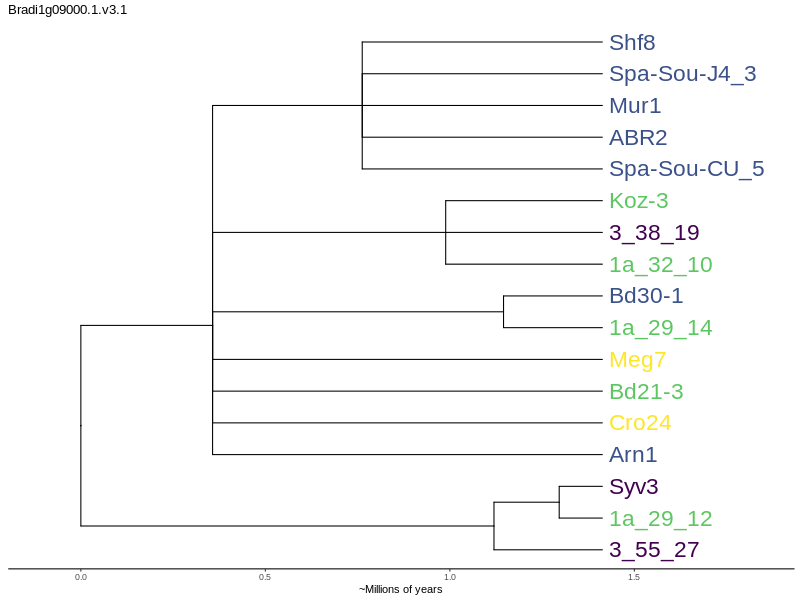 Bradi1g09000.1.v3.1
Shf8
Spa-Sou-J4_3
Mur1
ABR2
Spa-Sou-CU_5
Koz-3
3_38_19
1a_32_10
Bd30-1
1a_29_14
Meg7
Bd21-3
Cro24
Arn1
Syv3
1a_29_12
3_55_27
0.0 0.5 1.0 1.5
~Millions of years